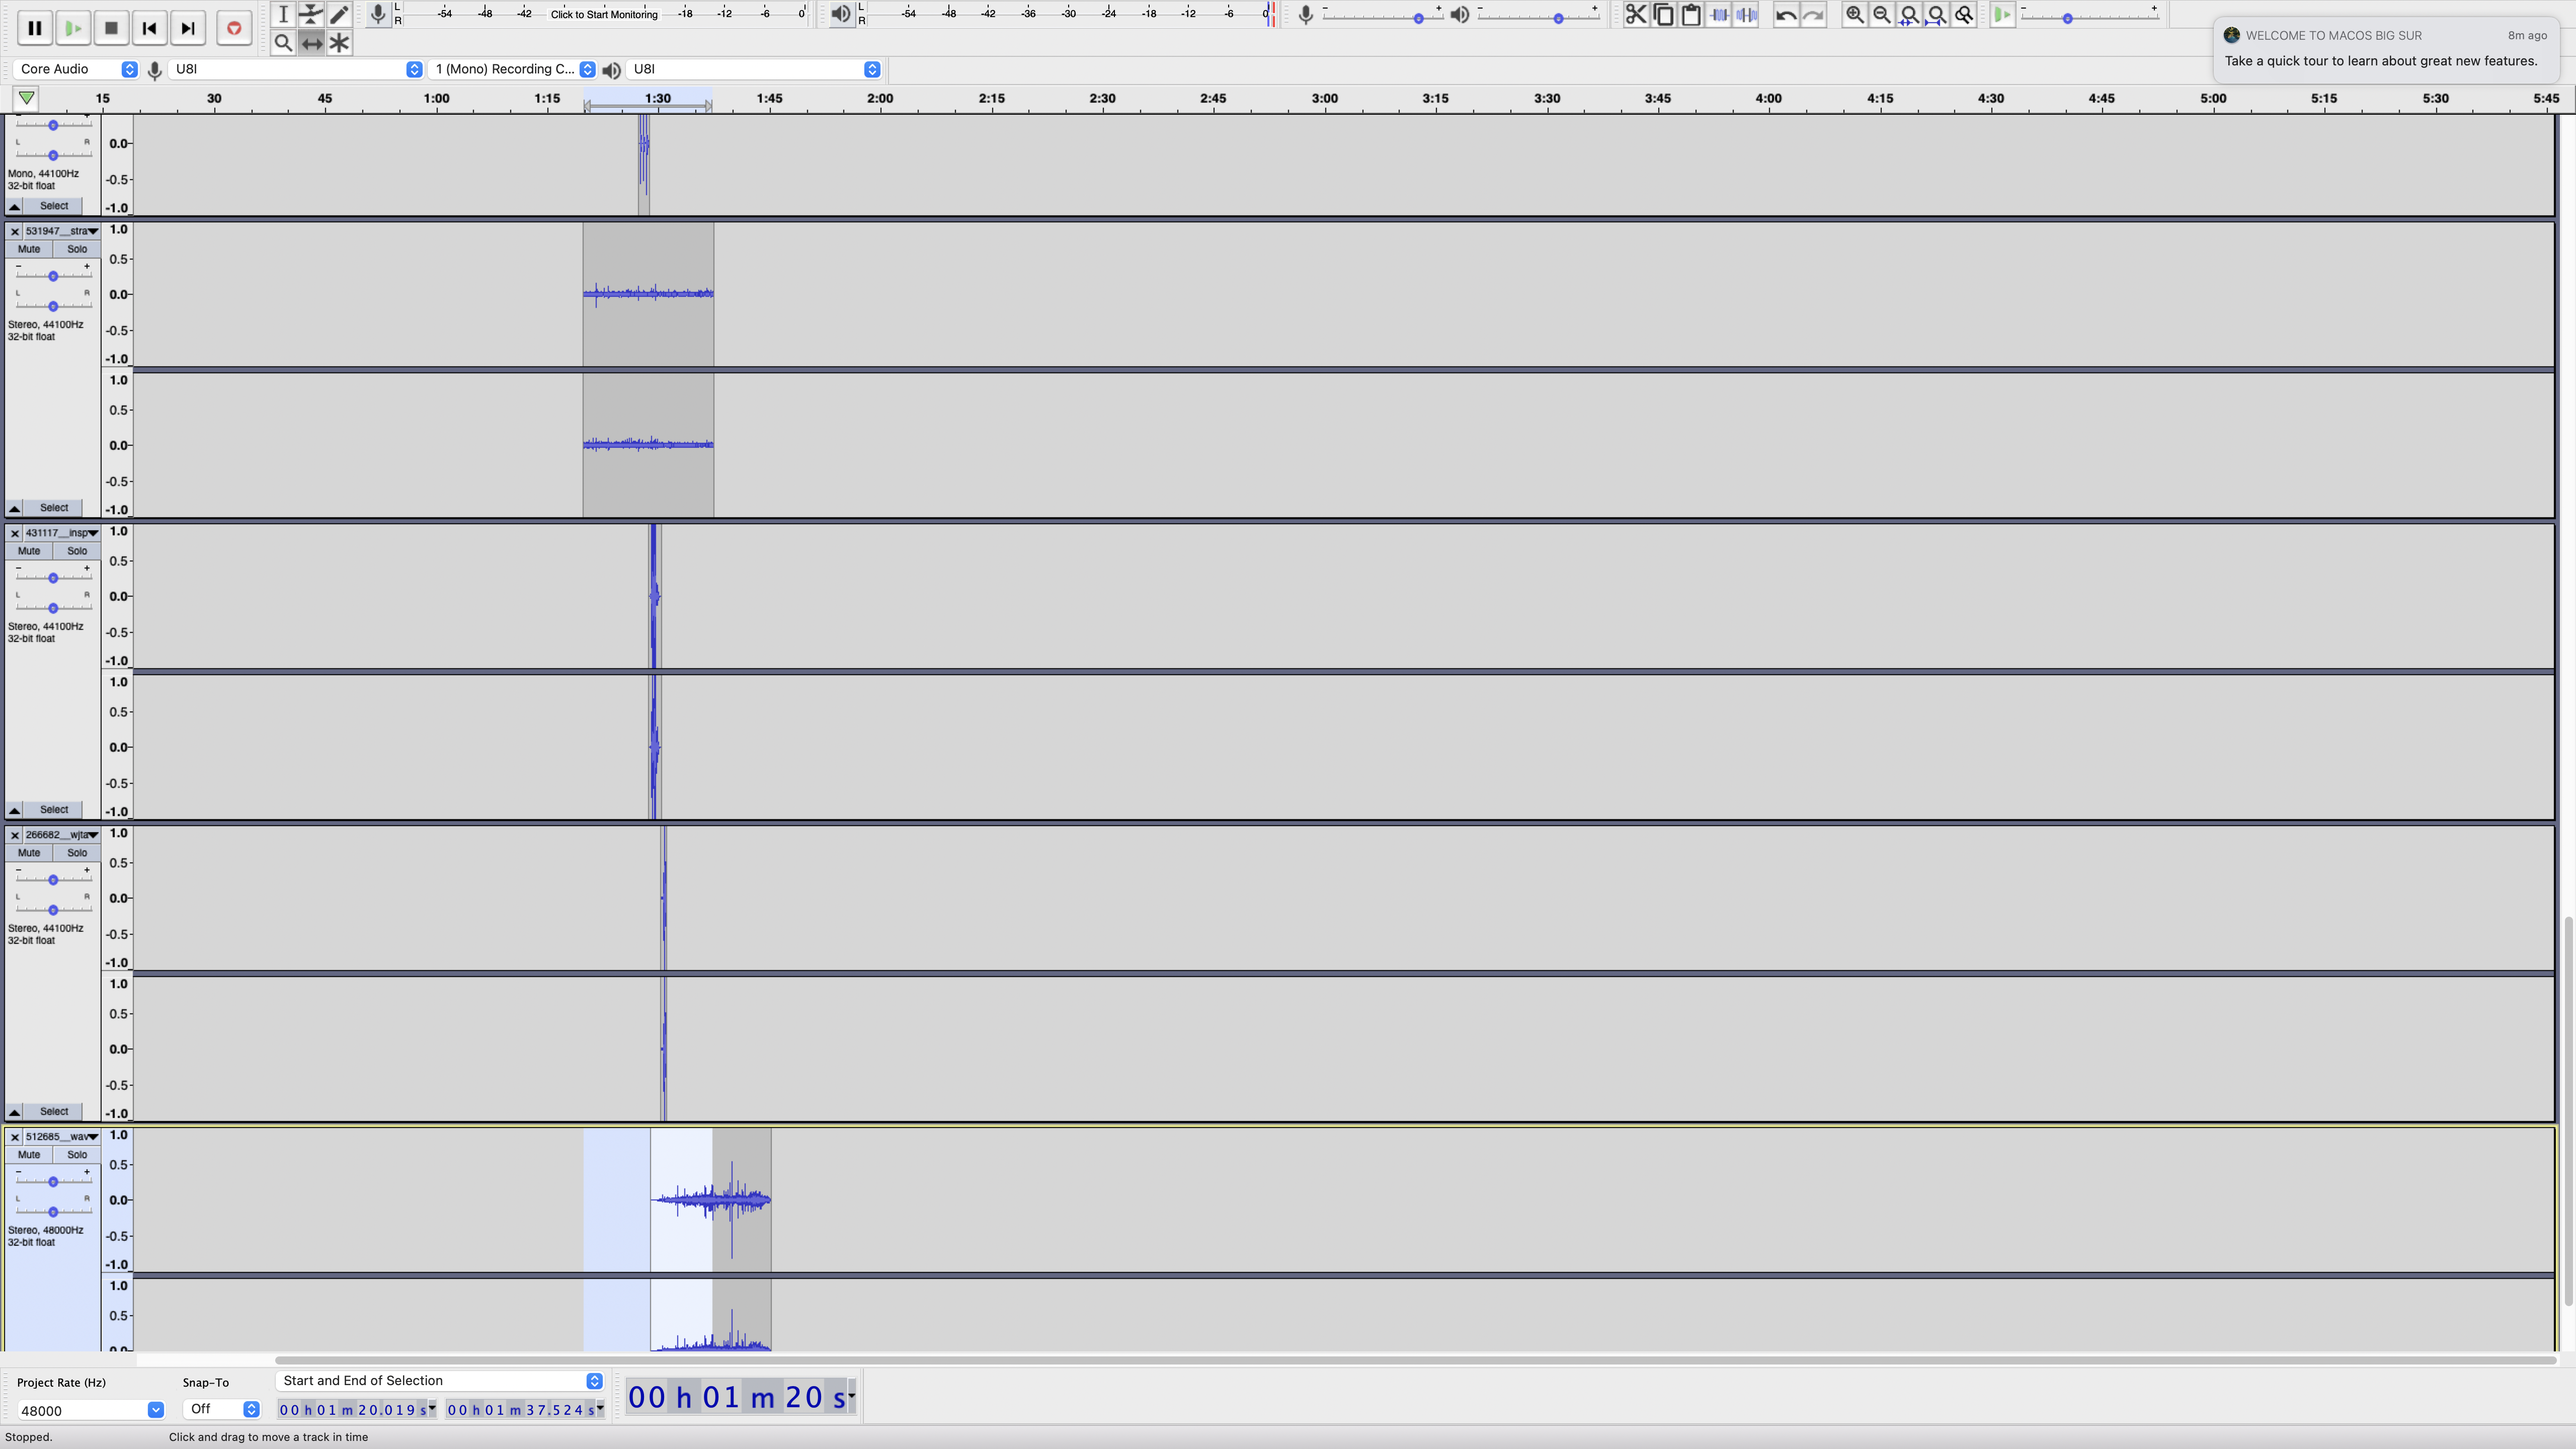 L
R
-54 -48 -42 Click to Start Monitoring -18 -12 -6 0
L
R
-54 -48 -42 -36 -30 -24 -18 -12 -6 0
- +
- +
- +
WELCOME TO MACOS BIG SUR 8m ago
Take a quick tour to learn about great new features.
Core Audio U8I 1 (Mono) Recording C... U8I
15 30 45 1:00 1:15 1:30 1:45 2:00 2:15 2:30 2:45 3:00 3:15 3:30 3:45 4:00 4:15 4:30 4:45 5:00 5:15 5:30 5:45
L R
0.0
Mono, 44100Hz
32-bit float
-0.5
Select
-1.0
531947__stra
1.0
Mute Solo
0.5
- +
L R
0.0
Stereo, 44100Hz
32-bit float
-0.5
-1.0
1.0
0.5
0.0
-0.5
Select
-1.0
431117__insp
1.0
Mute Solo
0.5
- +
L R
0.0
Stereo, 44100Hz
32-bit float
-0.5
-1.0
1.0
0.5
0.0
-0.5
Select
-1.0
266682__wjta
1.0
Mute Solo
0.5
- +
L R
0.0
Stereo, 44100Hz
32-bit float
-0.5
-1.0
1.0
0.5
0.0
-0.5
Select
-1.0
512685__wav
1.0
Mute Solo
0.5
- +
L R
0.0
Stereo, 48000Hz
32-bit float
-0.5
-1.0
1.0
0.5
0.0
Project Rate (Hz) Snap-To Start and End of Selection
48000 Off 00 h 01 m 20.019 s 00 h 01 m 37.524 s 00 h 01 m 20 s
Stopped. Click and drag to move a track in time